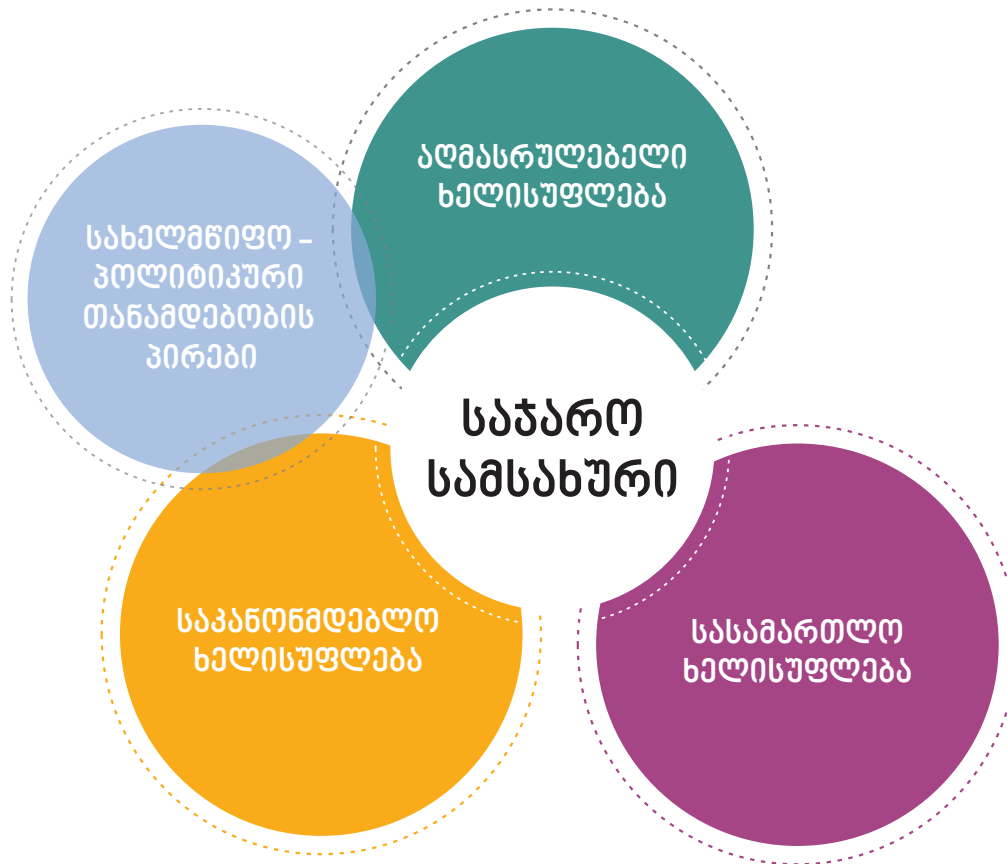 აღმასრულებელი
ხელისუფლება
სახელმწიფო –
პოლიტიკური
თანამდებობის
პირები
საჯარო
სამსახური
საკანონმდებლო
ხელისუფლება
სასამართლო
ხელისუფლება